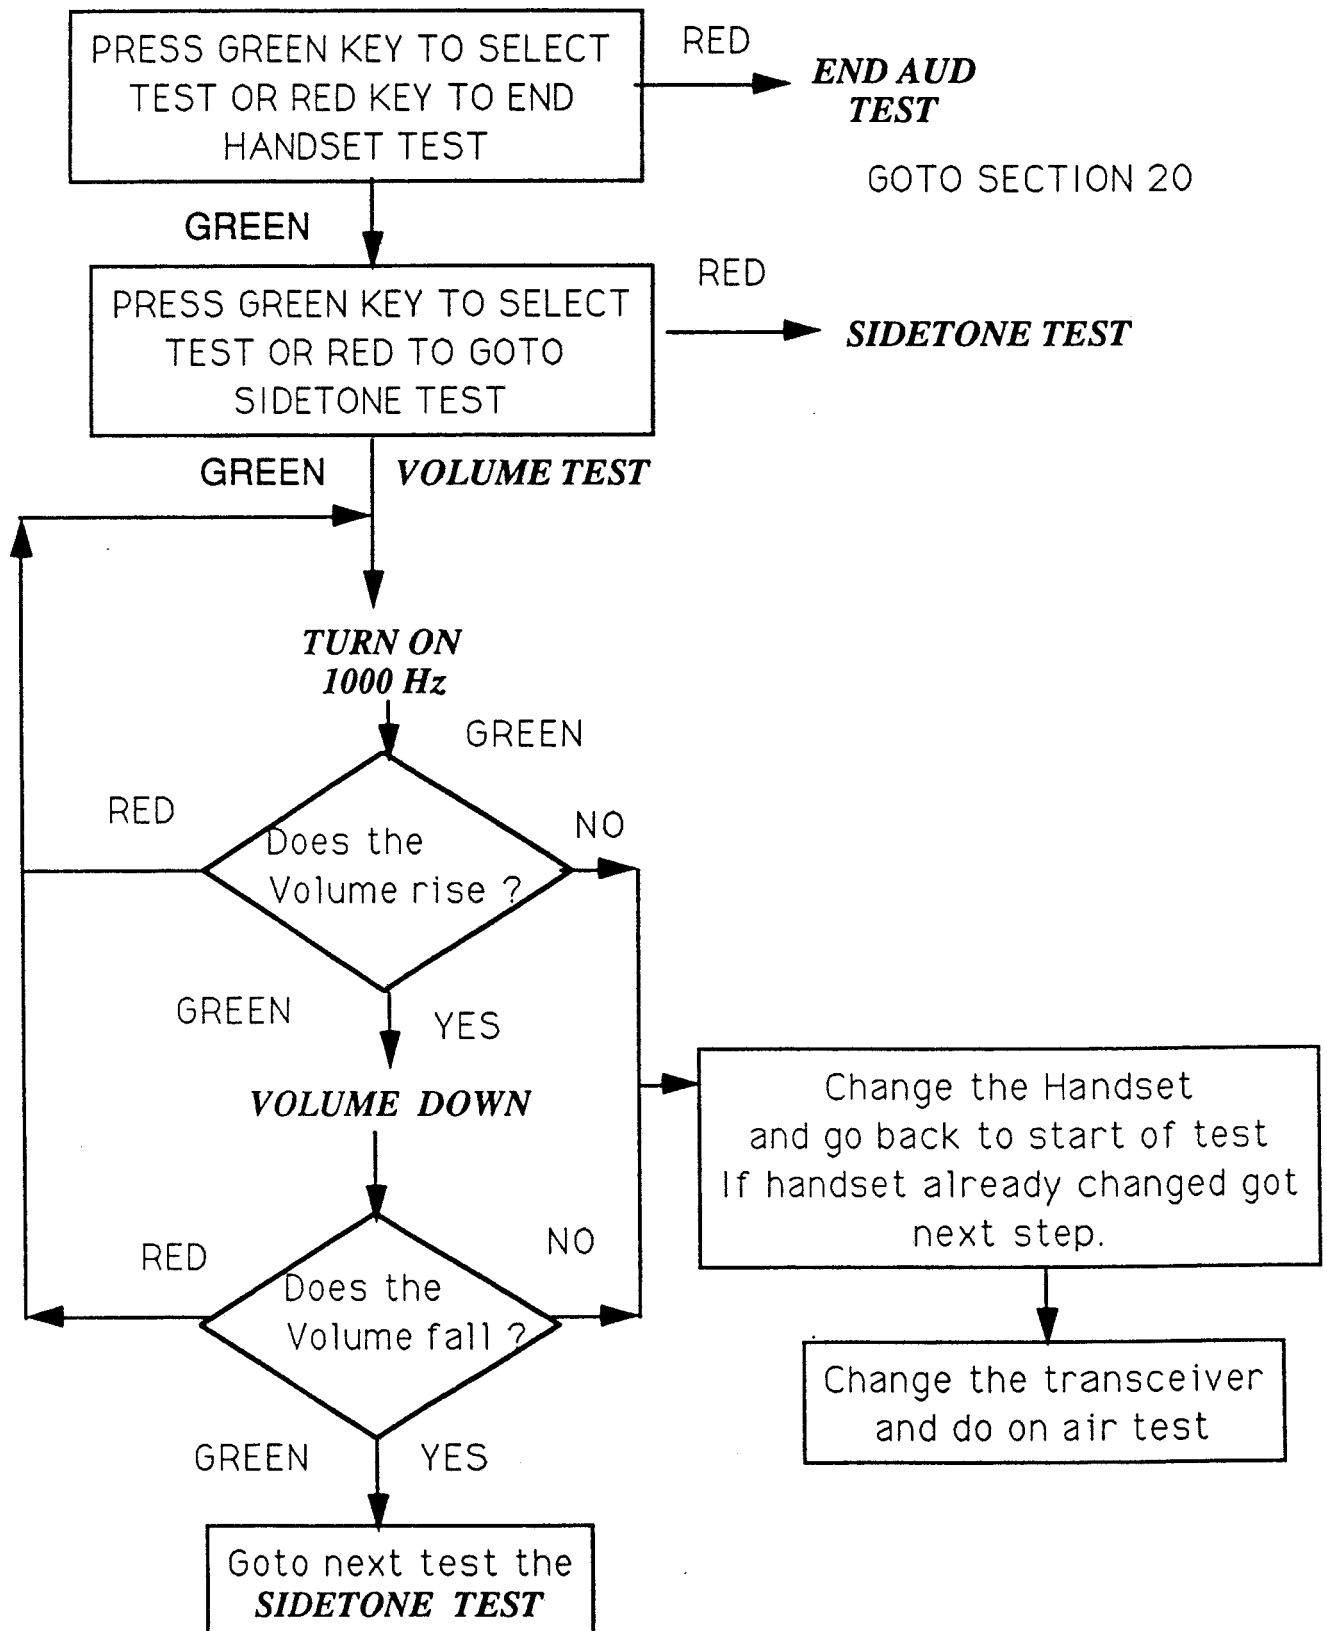 PRESS GREEN KEY TO SELECT
TEST OR RED KEY TO END
HANDSET TEST
RED
END AUD
TEST
GOTO SECTION 20
GREEN
PRESS GREEN KEY TO SELECT
TEST OR RED TO GOTO
SIDETONE TEST
RED
SIDETONE TEST
GREEN
VOLUME TEST
TURN ON
1000 Hz
GREEN
RED
Does the
Volume rise ?
NO
GREEN
YES
VOLUME DOWN
Change the Handset
and go back to start of test
If handset already changed got
next step.
RED
Does the
Volume fall ?
NO
Change the transceiver
and do on air test
GREEN
YES
Goto next test the
SIDETONE TEST